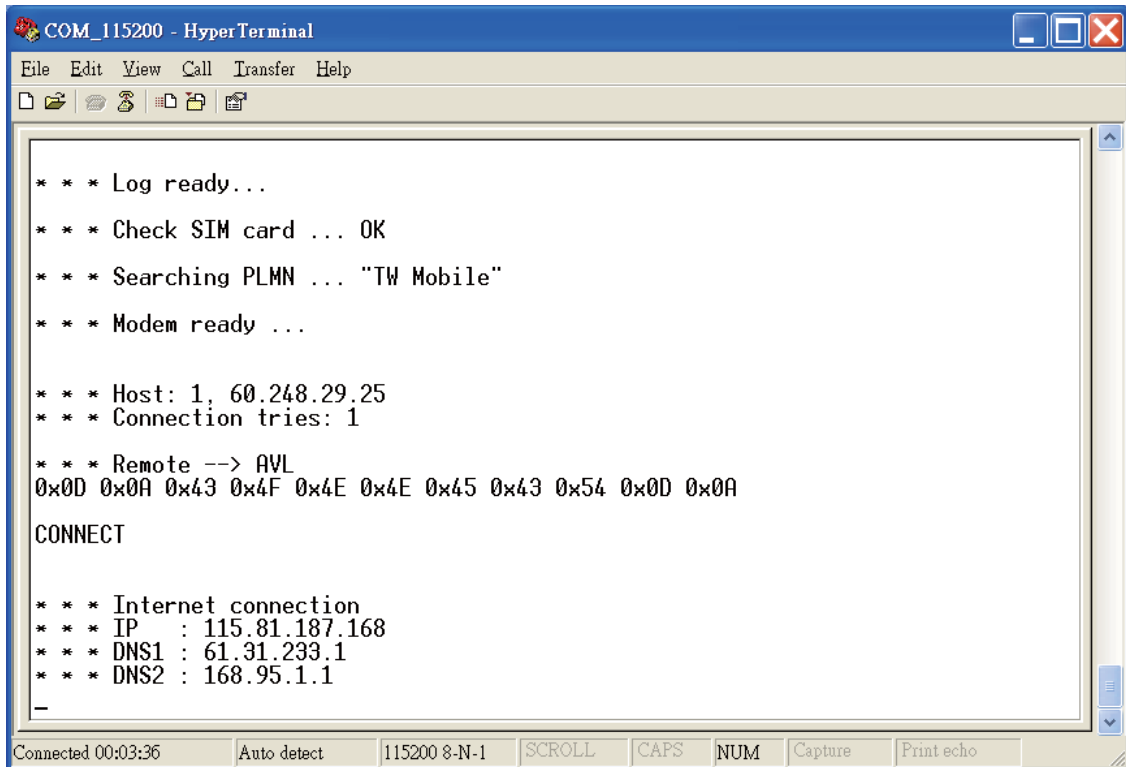 COM_115200 - HyperTerminal
File Edit View Call Transfer Help
* * * Log ready...
* * * Check SIM card ... OK
* * * Searching PLMN ... "TW Mobile"
* * * Modem ready ...
* * * Host: 1, 60.248.29.25
* * * Connection tries: 1
* * * Remote --> AVL
0x0D 0x0A 0x43 0x4F 0x4E 0x4E 0x45 0x43 0x54 0x0D 0x0A
CONNECT
* * * Internet connection
* * * IP   : 115.81.187.168
* * * DNS1 : 61.31.233.1
* * * DNS2 : 168.95.1.1
_
Connected 00:03:36 Auto detect 115200 8-N-1 SCROLL CAPS NUM Capture Print echo